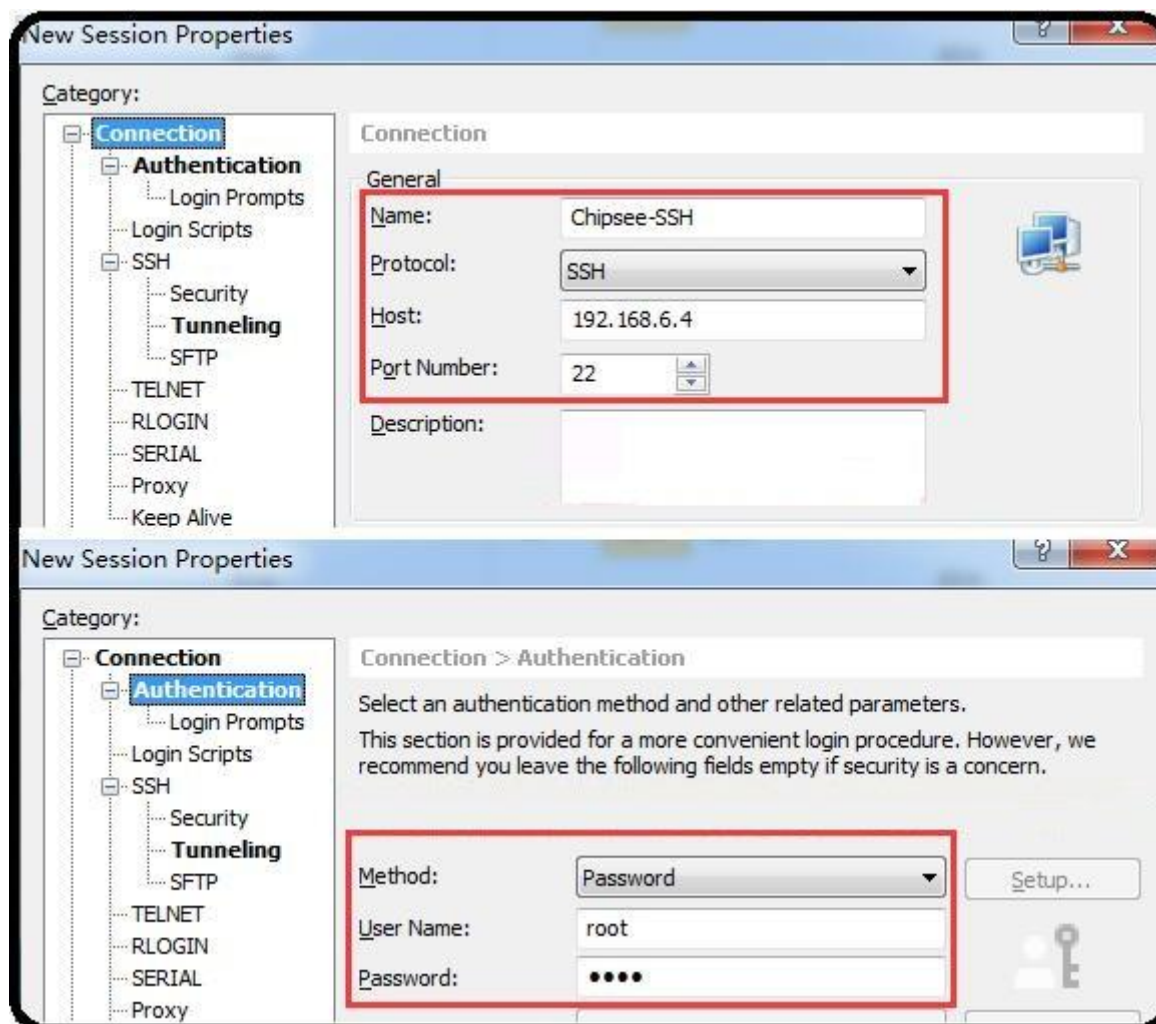 New Session Properties
Category:
Connection
Authentication
Login Prompts
Login Scripts
SSH
Security
Tunneling
SFTP
TELNET
RLOGIN
SERIAL
Proxy
Keep Alive
Connection
General
Name: Chipsee-SSH
Protocol: SSH
Host: 192.168.6.4
Port Number: 22
Description:
New Session Properties
Category:
Connection
Authentication
Login Prompts
Login Scripts
SSH
Security
Tunneling
SFTP
TELNET
RLOGIN
SERIAL
Proxy
Connection > Authentication
Select an authentication method and other related parameters.
This section is provided for a more convenient login procedure. However, we
recommend you leave the following fields empty if security is a concern.
Method: Password Setup...
User Name: root
Password: ●●●●